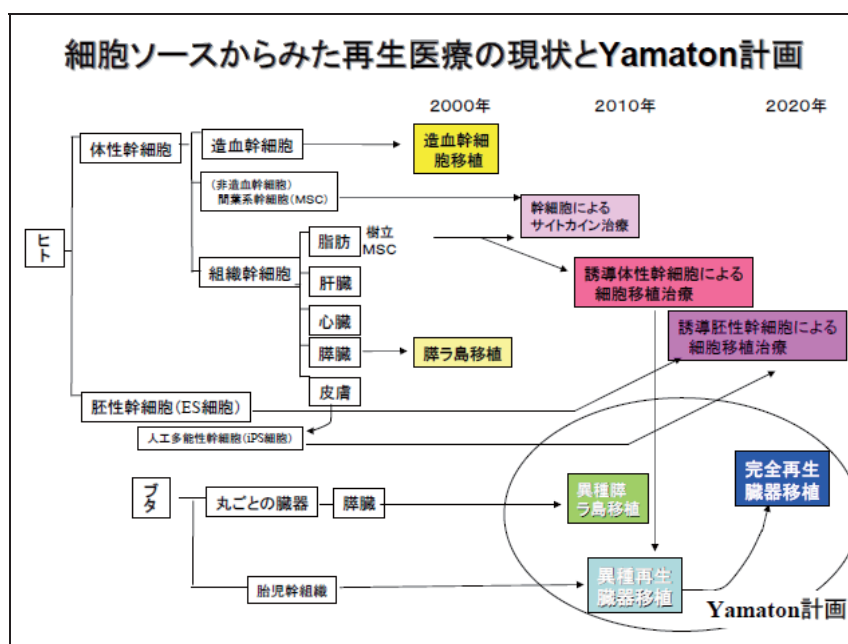 細胞ソースからみた再生医療の現状とYamaton計画
2000年
2010年
2020年
体性幹細胞
造血幹細胞
造血幹細
胞移植
(非造血幹細胞)
間葉系幹細胞(MSC)
幹細胞による
サイトカイン治療
ヒト
脂肪
樹立
MSC
組織幹細胞
肝臓
誘導体性幹細胞による
細胞移植治療
心臓
誘導胚性幹細胞による
細胞移植治療
膵臓
膵ラ島移植
皮膚
胚性幹細胞(ES細胞)
人工多能性幹細胞(iPS細胞)
ブタ
丸ごとの臓器
膵臓
異種膵
ラ島移植
完全再生
臓器移植
胎児幹組織
異種再生
臓器移植
Yamaton計画